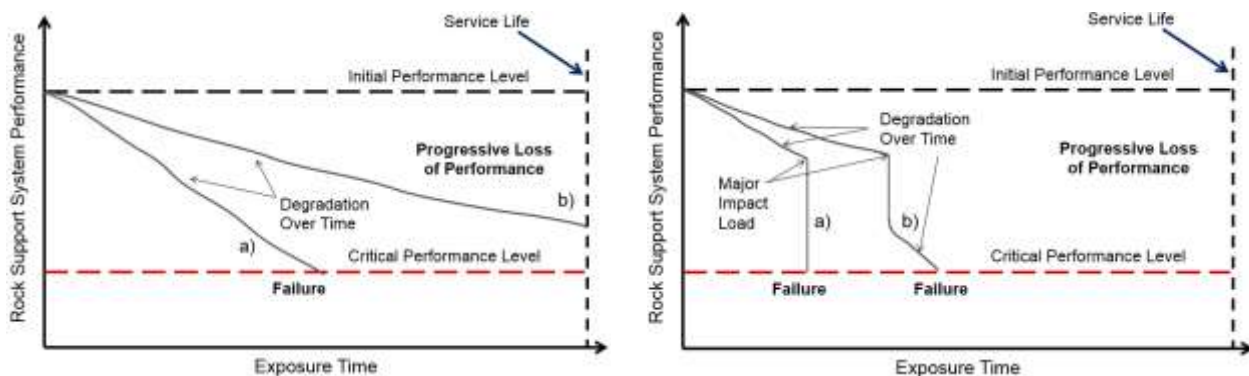 Service Life
Initial Performance Level
Progressive Loss
of Performance
Degradation
Over Time
b)
a)
Critical Performance Level
Failure
Rock Support System Performance
Exposure Time
Service Life
Initial Performance Level
Degradation
Over Time
Progressive Loss
of Performance
Major
Impact
Load
a)
b)
Critical Performance Level
Failure
Failure
Rock Support System Performance
Exposure Time